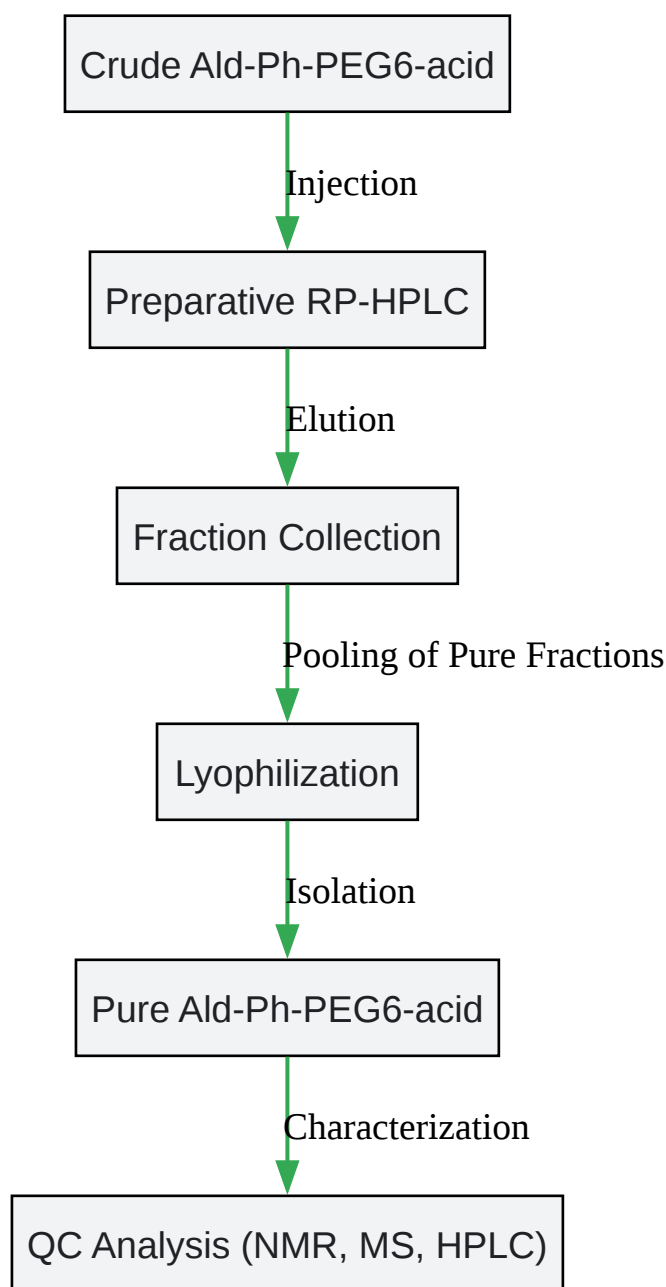 Crude Ald-Ph-PEG6-acid
Injection
Preparative RP-HPLC
Elution
Fraction Collection
Pooling of Pure Fractions
Lyophilization
Isolation
Pure Ald-Ph-PEG6-acid
Characterization
QC Analysis (NMR, MS, HPLC)